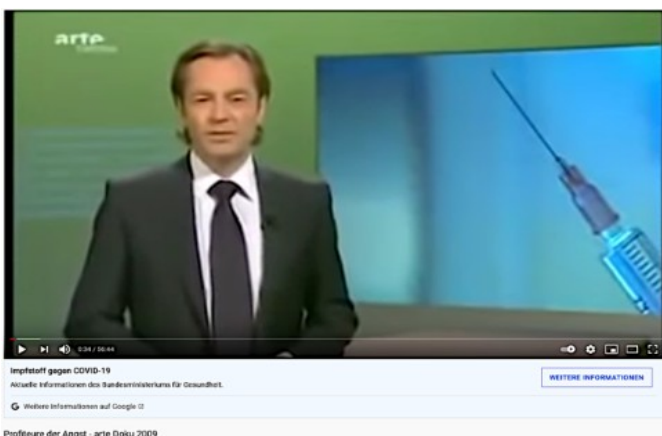 arte
0:34 / 56:44
Impfstoff gegen COVID-19
Aktuelle Informationen des Bundesministeriums für Gesundheit.
WEITERE INFORMATIONEN
G Weitere Informationen auf Google
Profiteure der Angst - arte Doku 2009